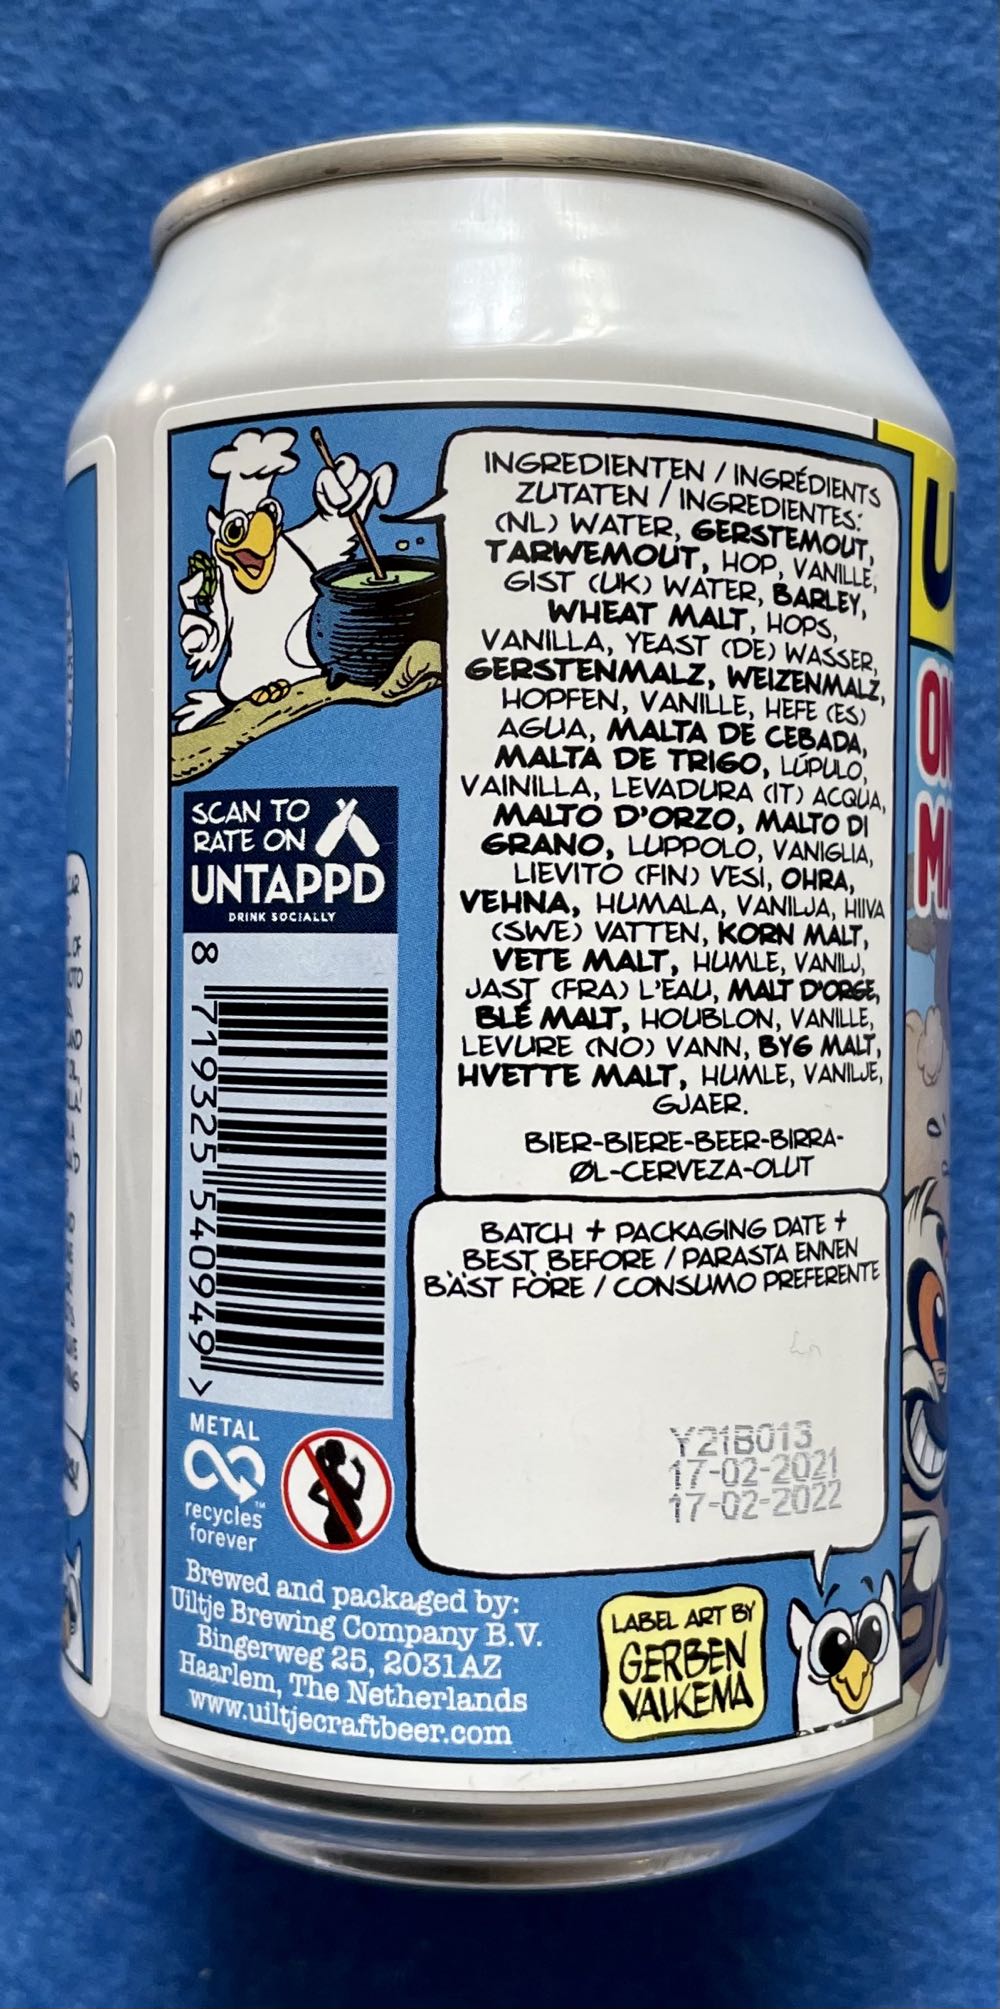 INGREDIENTEN / INGRÉDIENTS
ZUTATEN / INGREDIENTES:
(NL) WATER, GERSTEMOUT,
TARWEMOUT, HOP, VANILLE,
GIST (UK) WATER, BARLEY,
WHEAT MALT, HOPS,
VANILLA, YEAST (DE) WASSER,
GERSTENMALZ, WEIZENMALZ,
HOPFEN, VANILLE, HEFE (ES)
AGUA, MALTA DE CEBADA,
MALTA DE TRIGO, LÚPULO,
VAINILLA, LEVADURA (IT) ACQUA,
MALTO D'ORZO, MALTO DI
GRANO, LUPPOLO, VANIGLIA,
LIEVITO (FIN) VESI, OHRA,
VEHNA, HUMALA, VANILJA, HIIVA
(SWE) VATTEN, KORN MALT,
VETE MALT, HUMLE, VANILJ,
JAST (FRA) L'EAU, MALT D'ORGE,
BLÉ MALT, HOUBLON, VANILLE,
LEVURE (NO) VANN, BYG MALT,
HVETTE MALT, HUMLE, VANILJE,
GJAER.
BIER-BIERE-BEER-BIRRA-
ØL-CERVEZA-OLUT
SCAN TO
RATE ON
UNTAPPD
DRINK SOCIALLY
8 719325 540949 >
BATCH + PACKAGING DATE +
BEST BEFORE / PARASTA ENNEN
BÄST FÖRE / CONSUMO PREFERENTE
Y21B013
17-02-2021
17-02-2022
METAL
recycles™
forever
Brewed and packaged by:
Uiltje Brewing Company B.V.
Bingerweg 25, 2031AZ
Haarlem, The Netherlands
www.uiltjecraftbeer.com
LABEL ART BY
GERBEN
VALKEMA